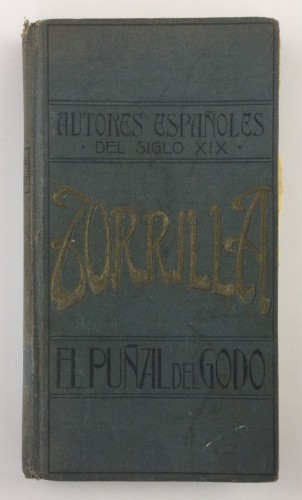 AUTORES ESPAÑOLES
· DEL SIGLO XIX ·
ZORRILLA
EL PUÑAL DEL GODO